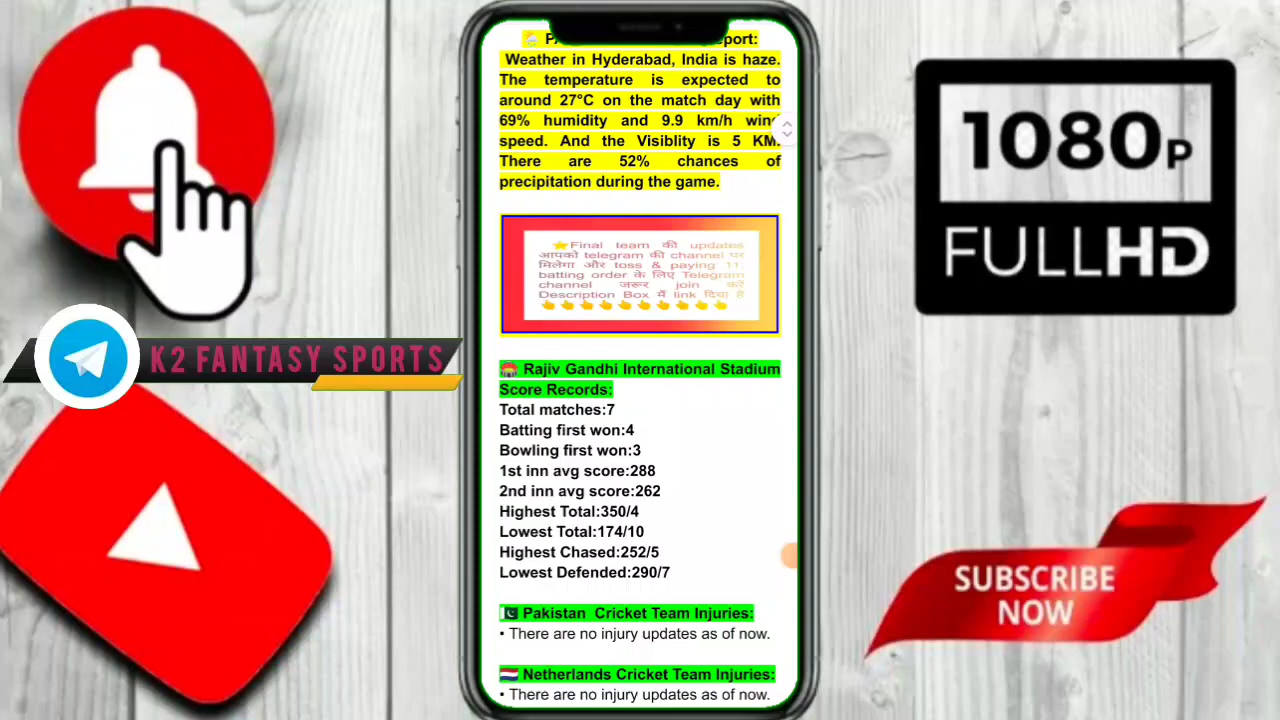 port:
Weather in Hyderabad, India is haze.
The temperature is expected to
around 27°C on the match day with
69% humidity and 9.9 km/h wind
speed. And the Visiblity is 5 KM.
There are 52% chances of
precipitation during the game.
⭐Final team की updates
आपको telegram की channel पर
मिलेगा और toss & paying 11,
batting order के लिए Telegram
channel जरूर join करें
Description Box मैं link दिया है
👆👆👆👆👆👆👆👆👆👆
Rajiv Gandhi International Stadium
Score Records:
Total matches:7
Batting first won:4
Bowling first won:3
1st inn avg score:288
2nd inn avg score:262
Highest Total:350/4
Lowest Total:174/10
Highest Chased:252/5
Lowest Defended:290/7
🇵🇰 Pakistan Cricket Team Injuries:
• There are no injury updates as of now.
🇳🇱 Netherlands Cricket Team Injuries:
• There are no injury updates as of now.
K2 FANTASY SPORTS
1080P
FULLHD
SUBSCRIBE
NOW